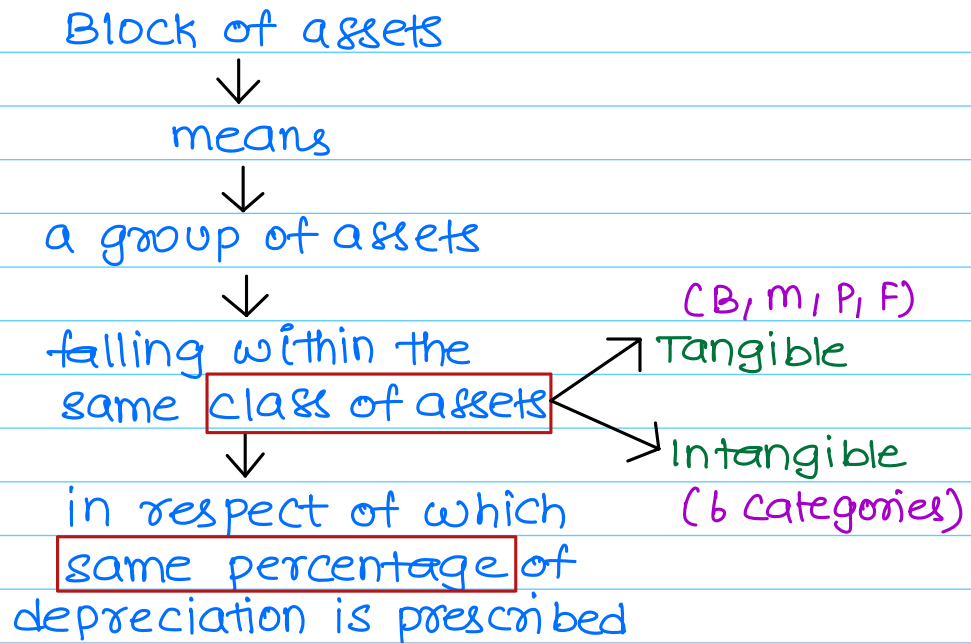 Block of assets
means
a group of assets
(B, M, P, F)
falling within the
Tangible
same class of assets
Intangible
in respect of which
(6 categories)
same percentage of
depreciation is prescribed